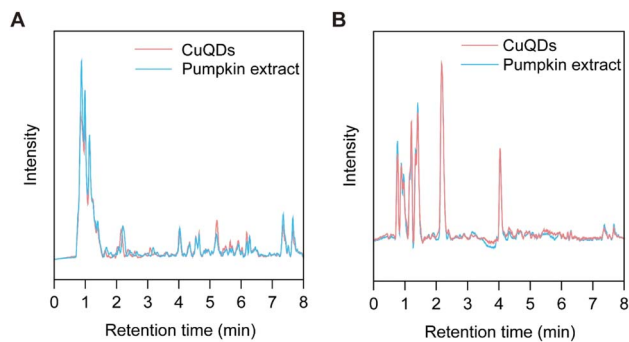 A
CuQDs
Pumpkin extract
Intensity
0 1 2 3 4 5 6 7 8
Retention time (min)
B
CuQDs
Pumpkin extract
Intensity
0 1 2 3 4 5 6 7 8
Retention time (min)